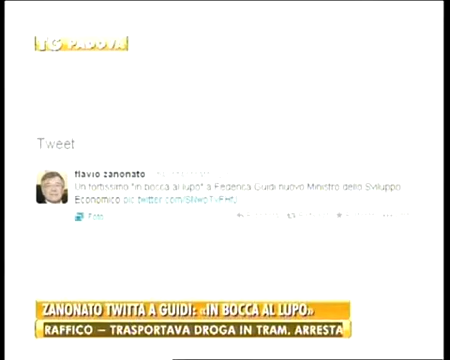 TG PADOVA
Tweet
flavio zanonato
Un fortissimo "in bocca al lupo" a Federica Guidi nuovo Ministro dello Sviluppo
Economico
Foto
ZANONATO TWITTA A GUIDI: «IN BOCCA AL LUPO»
RAFFICO – TRASPORTAVA DROGA IN TRAM, ARRESTA